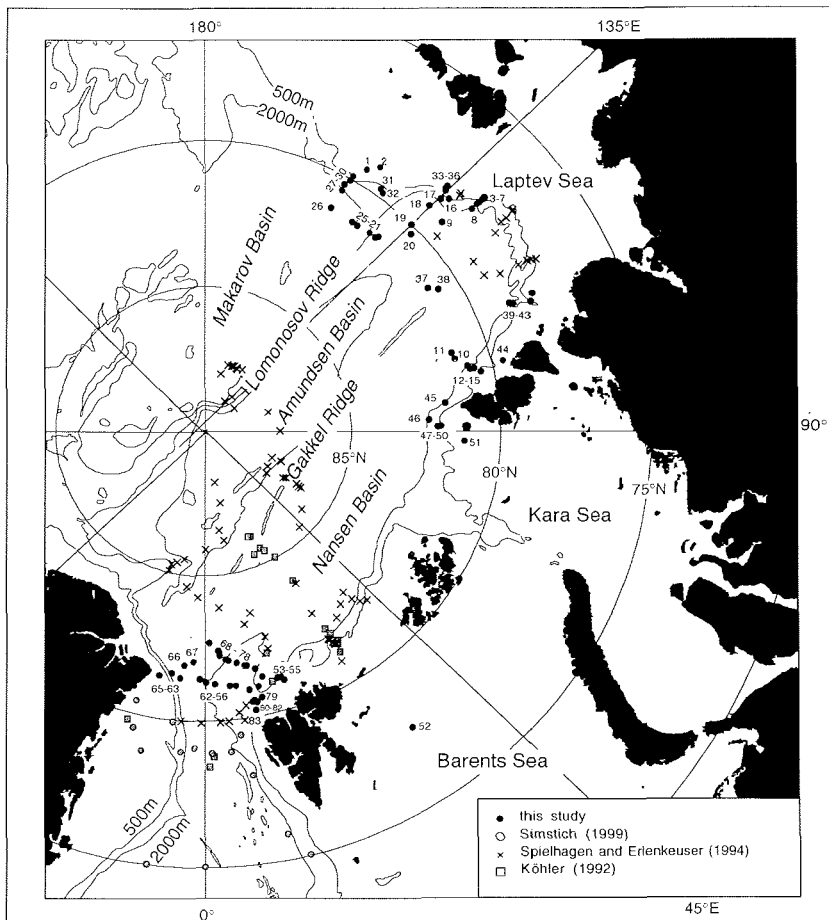 180°
135°E
500m
2000m
1
2
27-30
31
32
33-36
17
18
16
3-7
8
Laptev Sea
26
25-21
19
20
9
Makarov Basin
Lomonosov Ridge
37
38
39-43
Amundsen Basin
11
10
44
12-15
Gakkel Ridge
45
46
47-50
51
90°
85°N
80°N
75°N
Kara Sea
Nansen Basin
66
67
68
78
53-55
65-63
62-56
79
80-82
83
52
Barents Sea
500m
2000m
this study
Simstich (1999)
Spielhagen and Erlenkeuser (1994)
Köhler (1992)
0°
45°E